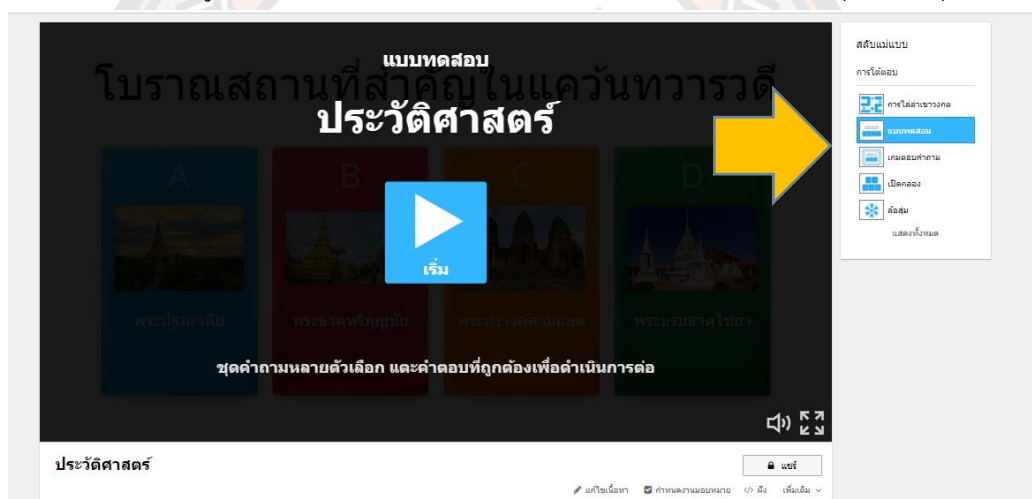 แบบทดสอบ
โบราณสถานที่สำคัญในแคว้นทวารวดี
ประวัติศาสตร์
A
B
C
D
เริ่ม
พระปฐมเจดีย์
พระธาตุหริภุญชัย
พระปรางค์สามยอด
พระบรมธาตุไชยา
ชุดคำถามหลายตัวเลือก แตะคำตอบที่ถูกต้องเพื่อดำเนินการต่อ
สลับแม่แบบ
การโต้ตอบ
การไล่ล่าเขาวงกต
แบบทดสอบ
เกมตอบคำถาม
เปิดกล่อง
ล้อสุ่ม
แสดงทั้งหมด
ประวัติศาสตร์
แชร์
แก้ไขเนื้อหา
กำหนดงานมอบหมาย
</> ฝัง
เพิ่มเติม